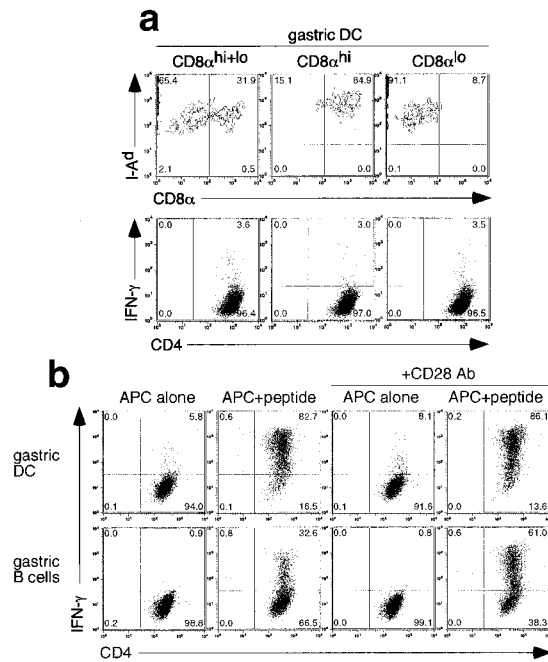 a
gastric DC
CD8α^hi+lo CD8α^hi CD8α^lo
65.4 31.9 15.1 84.9 91.1 8.7
I-A^d
2.1 0.5 0.0 0.0 0.1 0.0
CD8α
0.0 3.6 0.0 3.0 0.0 3.5
IFN-γ
0.0 96.4 0.0 97.0 0.0 96.5
CD4
b
+CD28 Ab
APC alone APC+peptide APC alone APC+peptide
0.0 5.8 0.6 82.7 0.0 8.1 0.2 86.1
gastric
DC
0.1 94.0 0.1 16.5 0.1 91.6 0.0 13.6
0.0 0.9 0.8 32.6 0.0 0.8 0.6 61.0
gastric
B cells
IFN-γ
0.2 98.8 0.0 66.5 0.0 99.1 0.0 38.3
CD4